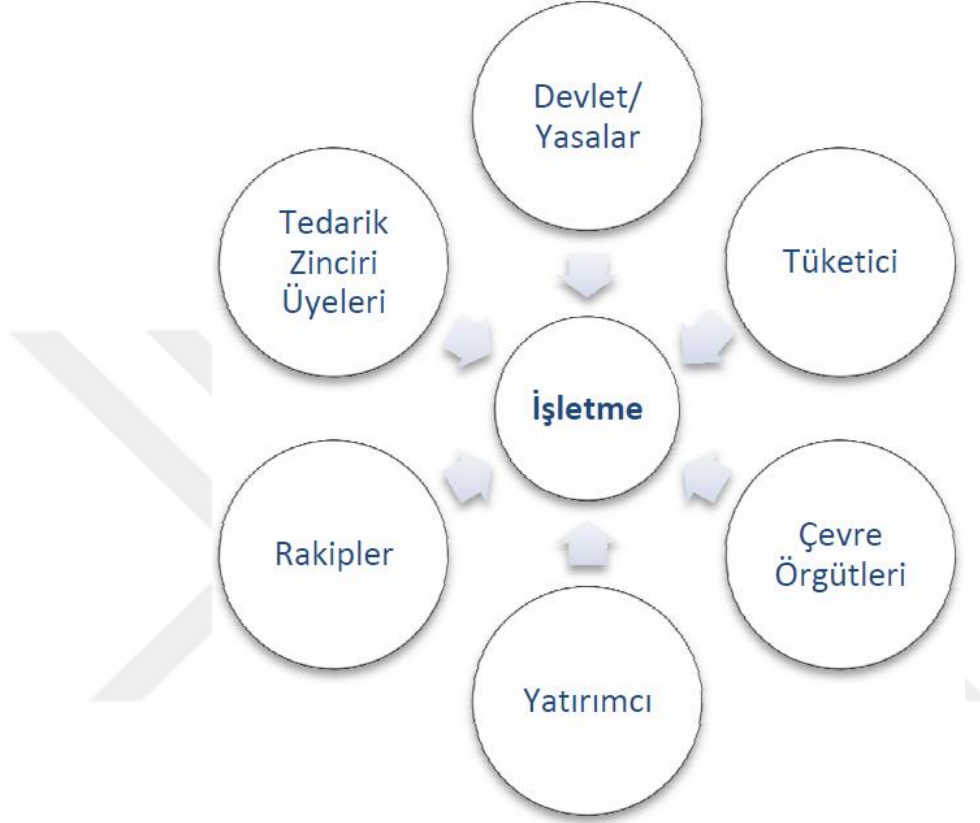 Devlet/
Yasalar
Tedarik
Zinciri
Üyeleri
Tüketici
İşletme
Rakipler
Çevre
Örgütleri
Yatırımcı